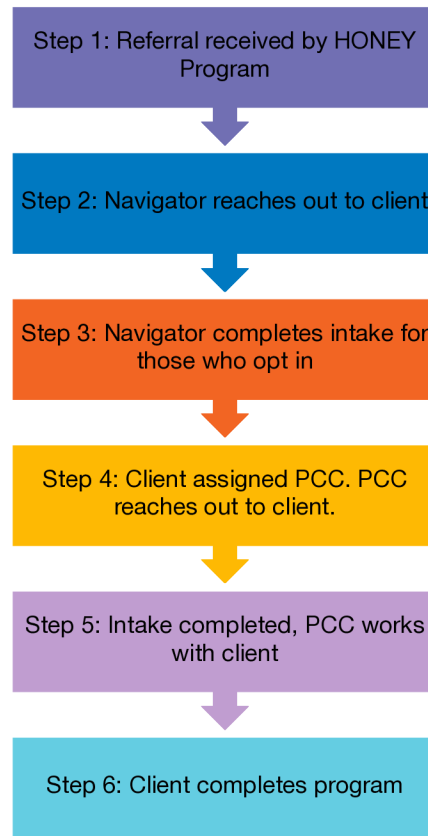 Step 1: Referral received by HONEY
Program
Step 2: Navigator reaches out to client
Step 3: Navigator completes intake for
those who opt in
Step 4: Client assigned PCC. PCC
reaches out to client.
Step 5: Intake completed, PCC works
with client
Step 6: Client completes program